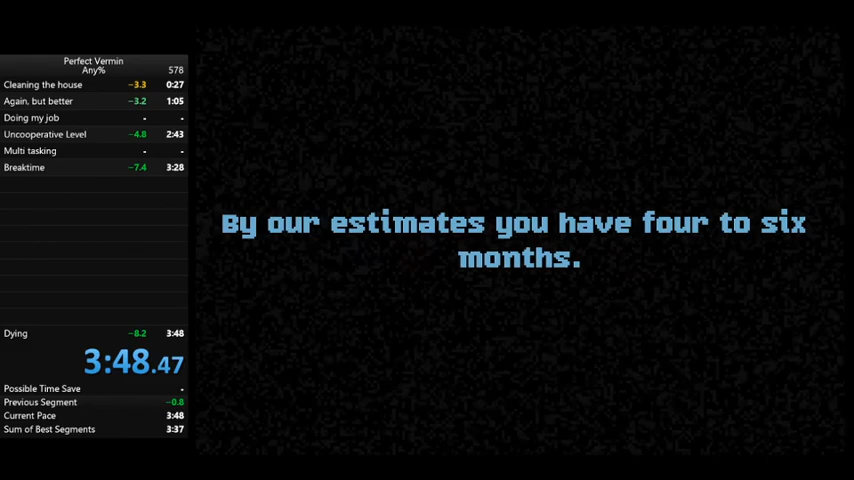 Perfect Vermin
Any% 578
Cleaning the house −3.3 0:27
Again, but better −3.2 1:05
Doing my job - -
Uncooperative Level −4.8 2:43
Multi tasking - -
Breaktime −7.4 3:28
Dying −8.2 3:48
3:48.47
Possible Time Save -
Previous Segment −0.8
Current Pace 3:48
Sum of Best Segments 3:37
By our estimates you have four to six
months.